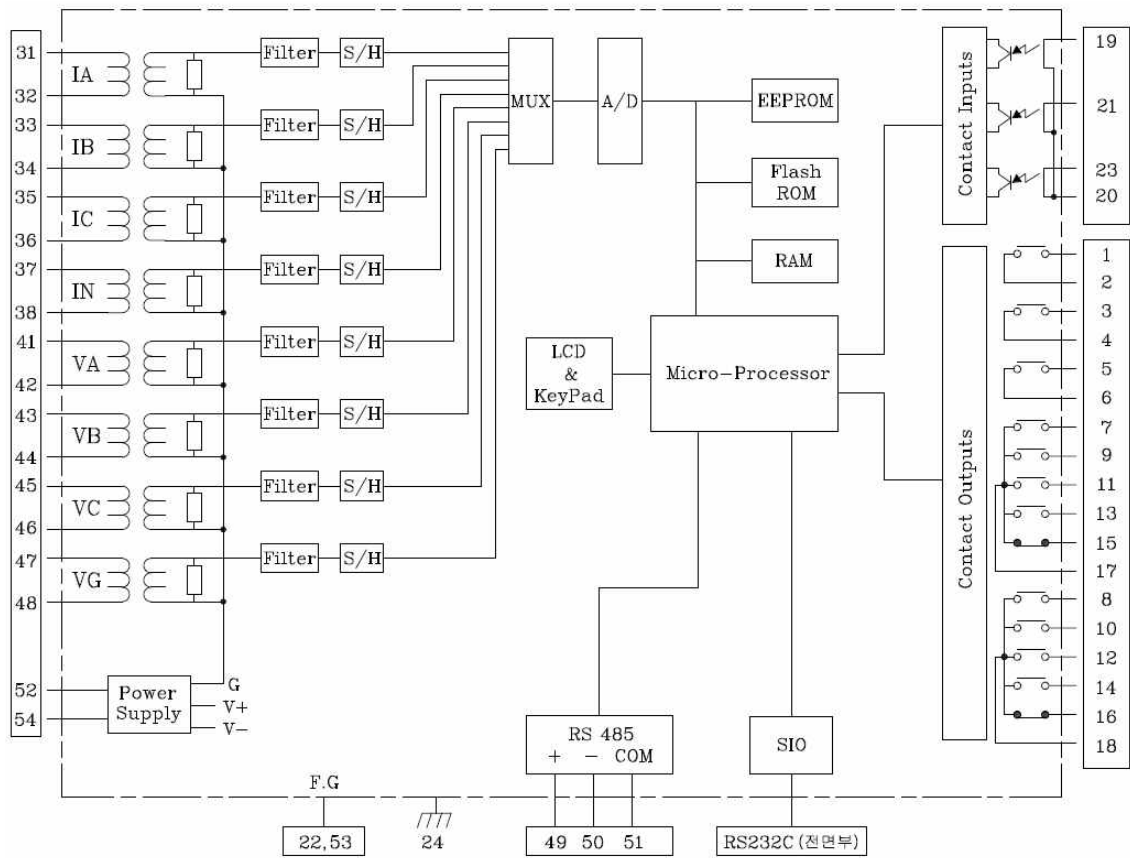 31
IA
32
33
IB
34
35
IC
36
37
IN
38
41
VA
42
43
VB
44
45
VC
46
47
VG
48
52
54
Filter S/H
Filter S/H
Filter S/H
Filter S/H
Filter S/H
Filter S/H
Filter S/H
Filter S/H
MUX
A/D
EEPROM
Flash
ROM
RAM
LCD
&
KeyPad
Micro-Processor
Contact Inputs
19
21
23
20
Contact Outputs
1
2
3
4
5
6
7
9
11
13
15
17
8
10
12
14
16
18
Power
Supply
G
V+
V-
RS 485
+ - COM
SIO
F.G
22,53
24
49 50 51
RS232C (전면부)